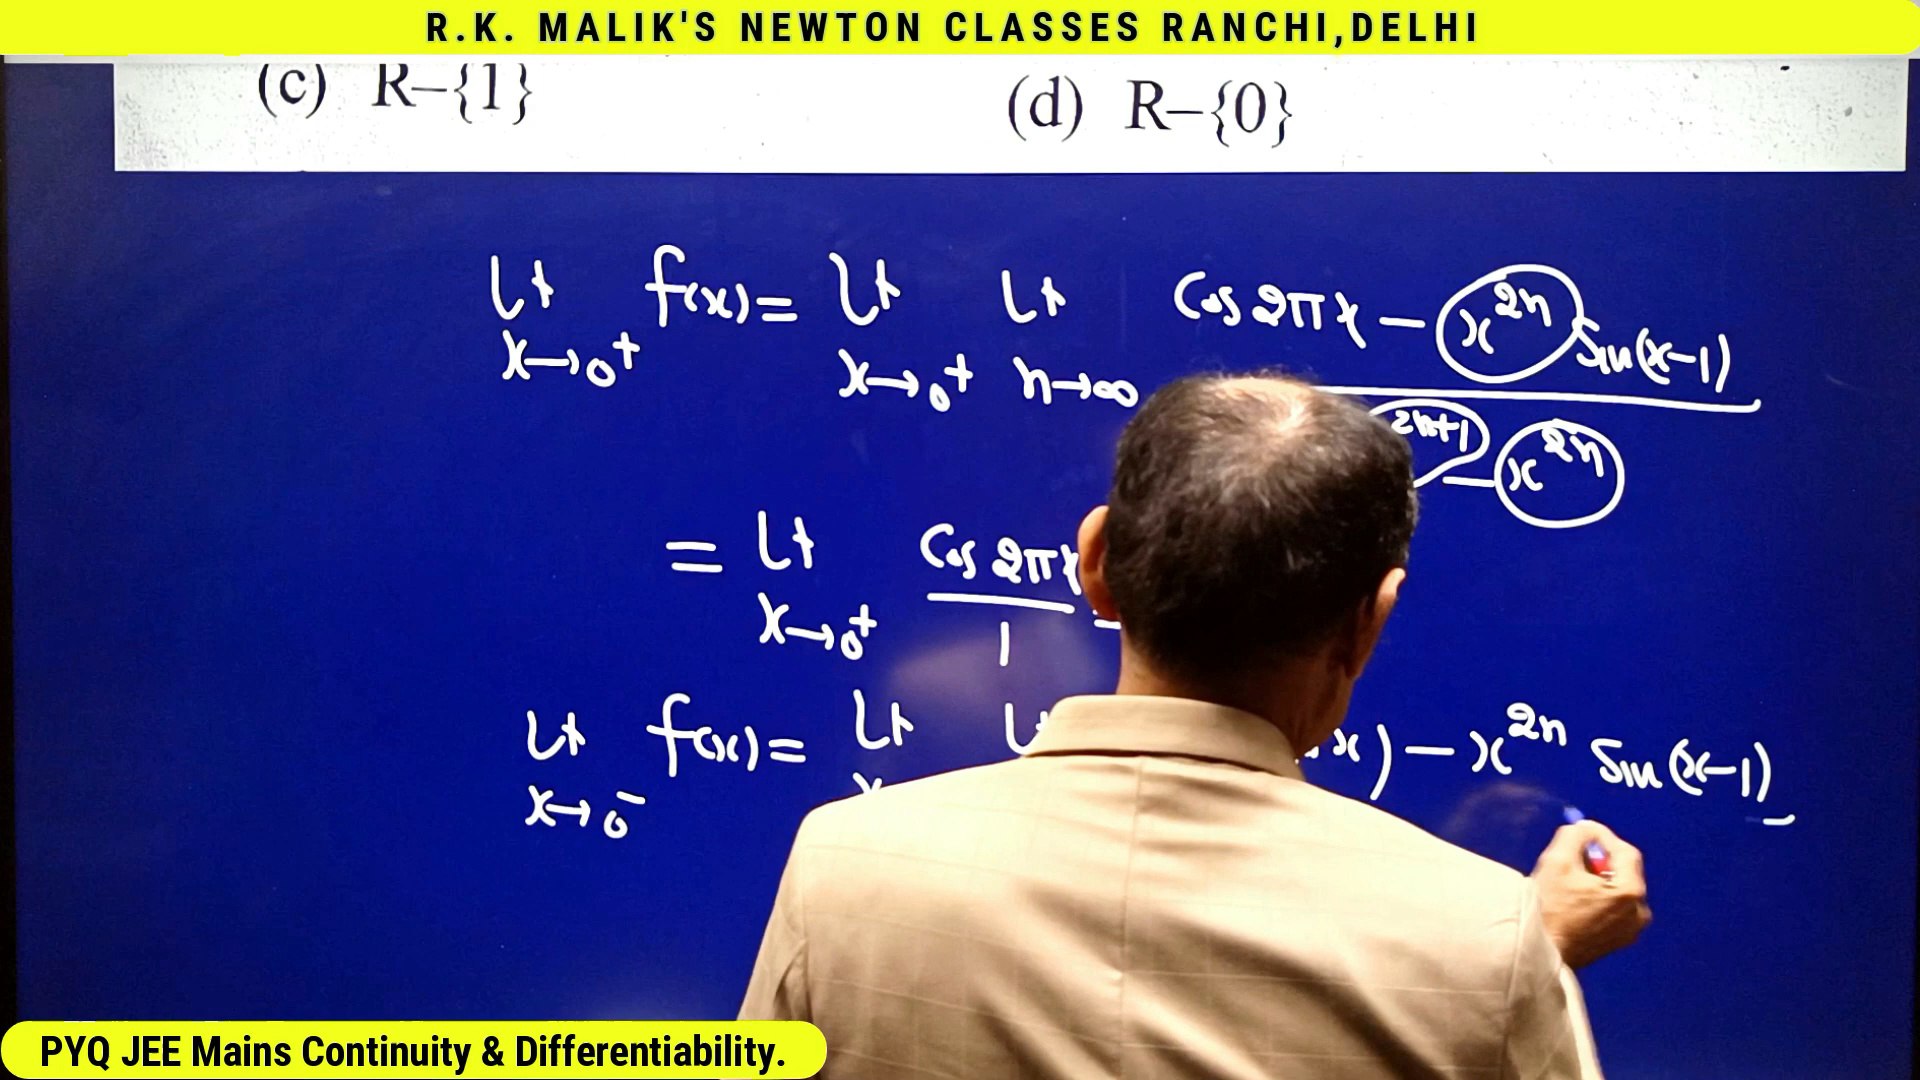 R.K. MALIK'S NEWTON CLASSES RANCHI,DELHI
(c) R–{1} (d) R–{0}
Lt f(x) = Lt Lt Cos 2πx – x^2n Sin(x–1)
x→0⁺ x→0⁺ n→∞ 2n+1 – x^2n
= Lt Cos 2πx
x→0⁺ 1
Lt f(x) = Lt x) – x^2n Sin(x–1)
x→0⁻
PYQ JEE Mains Continuity & Differentiability.